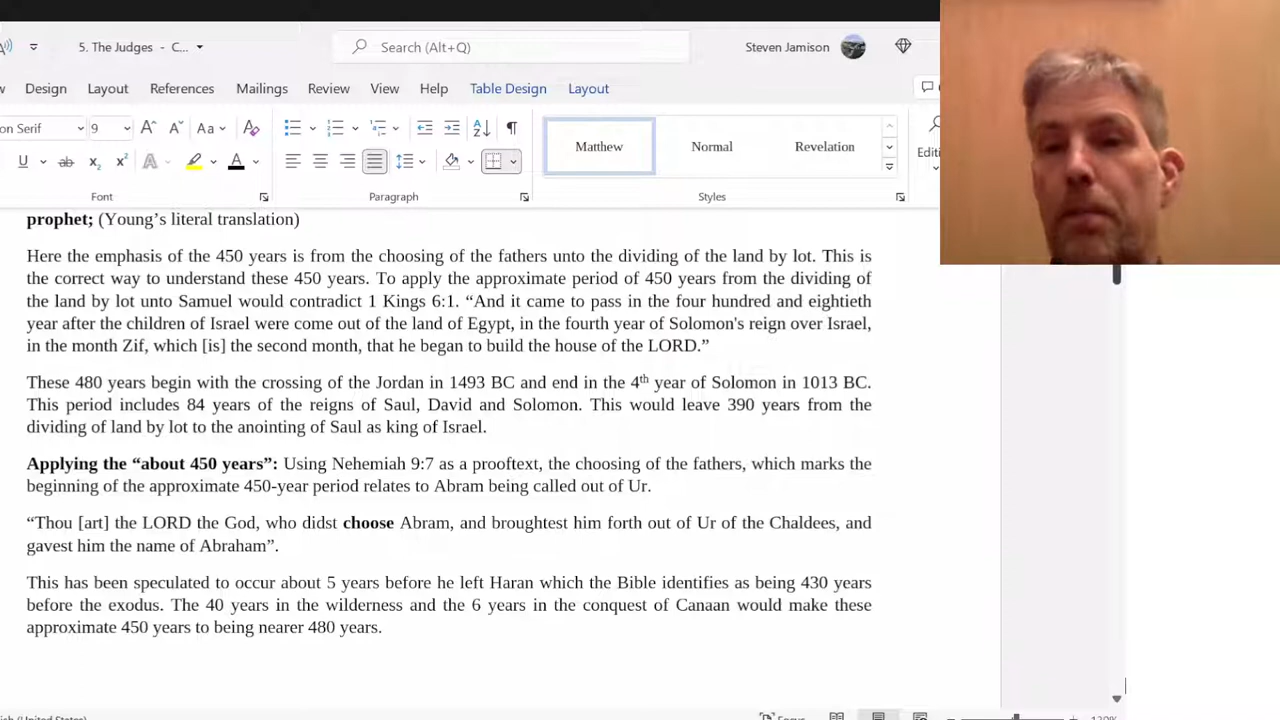 5. The Judges - C...
Search (Alt+Q)
Steven Jamison
Design Layout References Mailings Review View Help Table Design Layout
on Serif 9 Aa
Matthew Normal Revelation
Editi
Font Paragraph Styles
prophet; (Young's literal translation)
Here the emphasis of the 450 years is from the choosing of the fathers unto the dividing of the land by lot. This is
the correct way to understand these 450 years. To apply the approximate period of 450 years from the dividing of
the land by lot unto Samuel would contradict 1 Kings 6:1. “And it came to pass in the four hundred and eightieth
year after the children of Israel were come out of the land of Egypt, in the fourth year of Solomon's reign over Israel,
in the month Zif, which [is] the second month, that he began to build the house of the LORD.”
These 480 years begin with the crossing of the Jordan in 1493 BC and end in the 4th year of Solomon in 1013 BC.
This period includes 84 years of the reigns of Saul, David and Solomon. This would leave 390 years from the
dividing of land by lot to the anointing of Saul as king of Israel.
Applying the “about 450 years”: Using Nehemiah 9:7 as a prooftext, the choosing of the fathers, which marks the
beginning of the approximate 450-year period relates to Abram being called out of Ur.
“Thou [art] the LORD the God, who didst choose Abram, and broughtest him forth out of Ur of the Chaldees, and
gavest him the name of Abraham”.
This has been speculated to occur about 5 years before he left Haran which the Bible identifies as being 430 years
before the exodus. The 40 years in the wilderness and the 6 years in the conquest of Canaan would make these
approximate 450 years to being nearer 480 years.